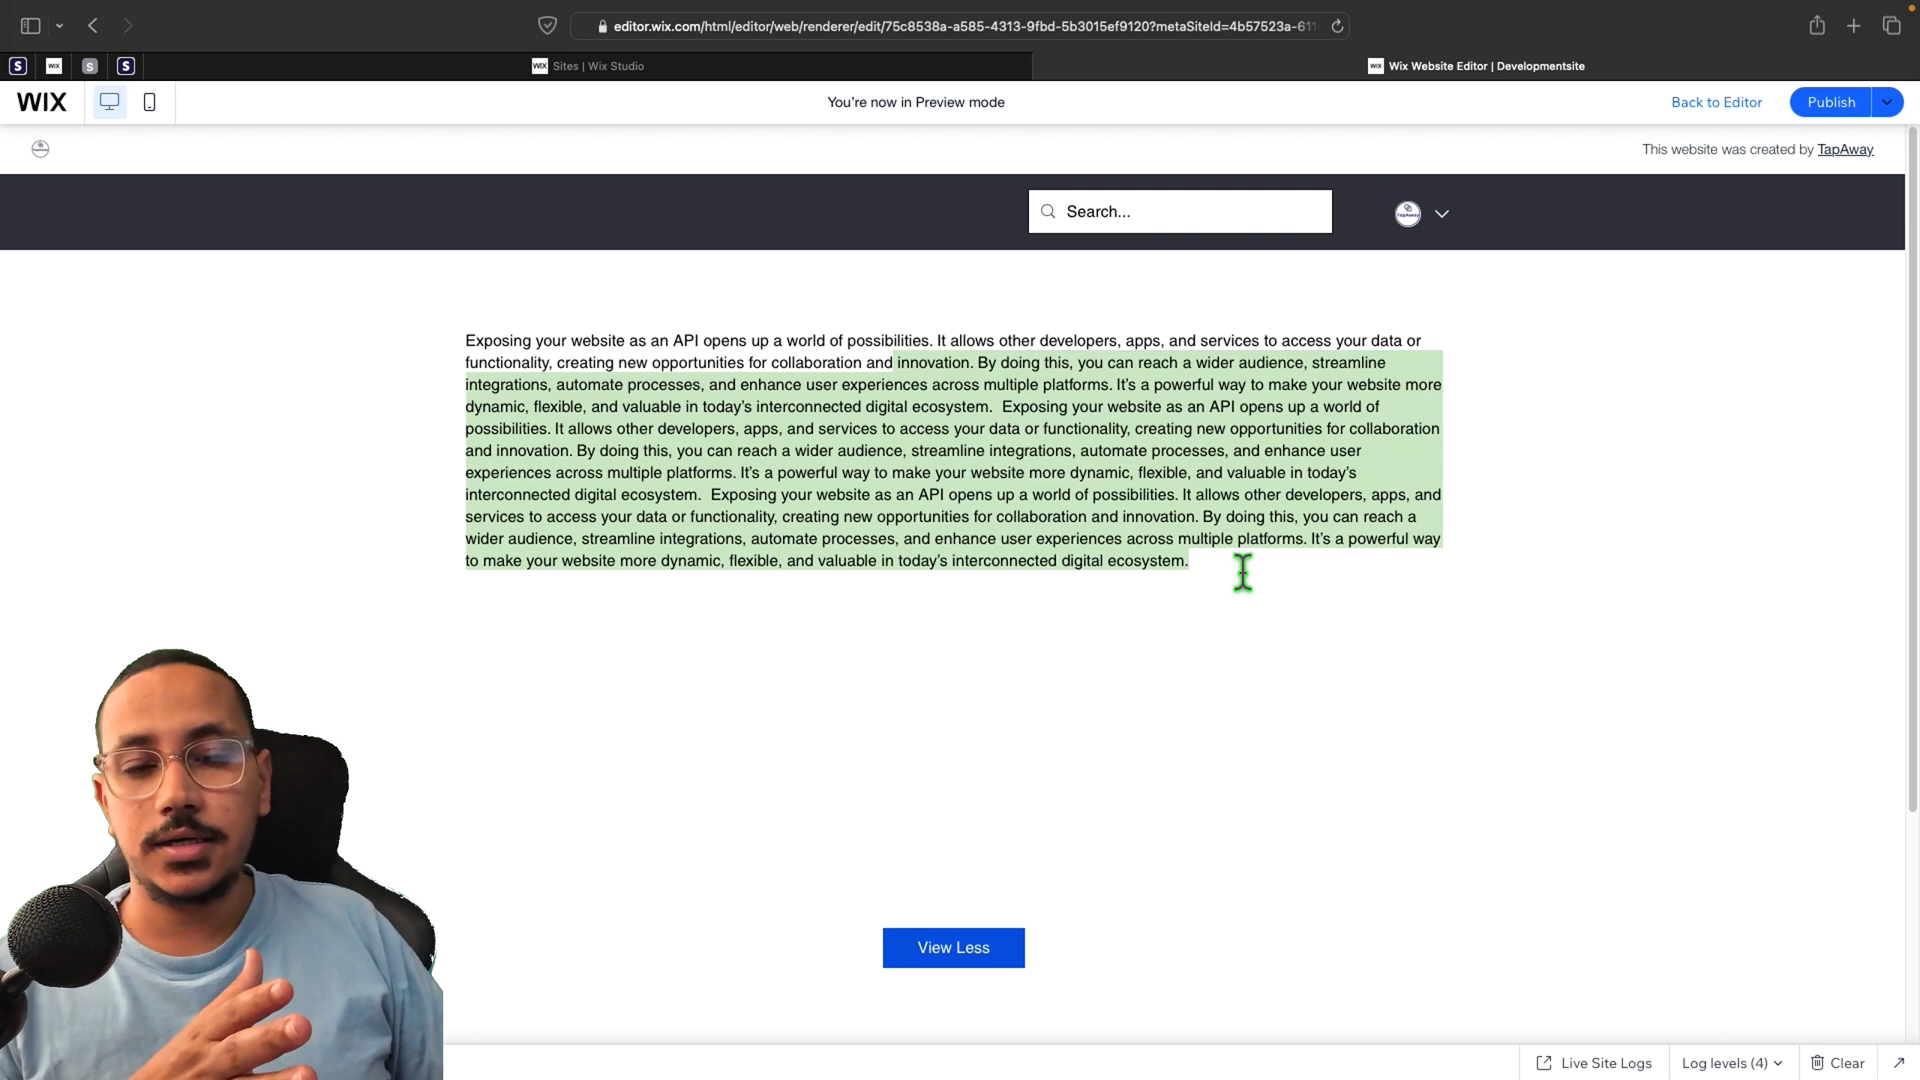 editor.wix.com/html/editor/web/renderer/edit/75c8538a-a585-4313-9fbd-5b3015ef9120?metaSiteId=4b57523a-611
S
WIX
S
S
WIX Sites | Wix Studio
WIX Wix Website Editor | Developmentsite
WIX
You're now in Preview mode
Back to Editor
Publish
This website was created by TapAway
Search...
TapAway
Exposing your website as an API opens up a world of possibilities. It allows other developers, apps, and services to access your data or
functionality, creating new opportunities for collaboration and innovation. By doing this, you can reach a wider audience, streamline
integrations, automate processes, and enhance user experiences across multiple platforms. It’s a powerful way to make your website more
dynamic, flexible, and valuable in today’s interconnected digital ecosystem.  Exposing your website as an API opens up a world of
possibilities. It allows other developers, apps, and services to access your data or functionality, creating new opportunities for collaboration
and innovation. By doing this, you can reach a wider audience, streamline integrations, automate processes, and enhance user
experiences across multiple platforms. It’s a powerful way to make your website more dynamic, flexible, and valuable in today’s
interconnected digital ecosystem.  Exposing your website as an API opens up a world of possibilities. It allows other developers, apps, and
services to access your data or functionality, creating new opportunities for collaboration and innovation. By doing this, you can reach a
wider audience, streamline integrations, automate processes, and enhance user experiences across multiple platforms. It’s a powerful way
to make your website more dynamic, flexible, and valuable in today’s interconnected digital ecosystem.
View Less
Live Site Logs
Log levels (4)
Clear